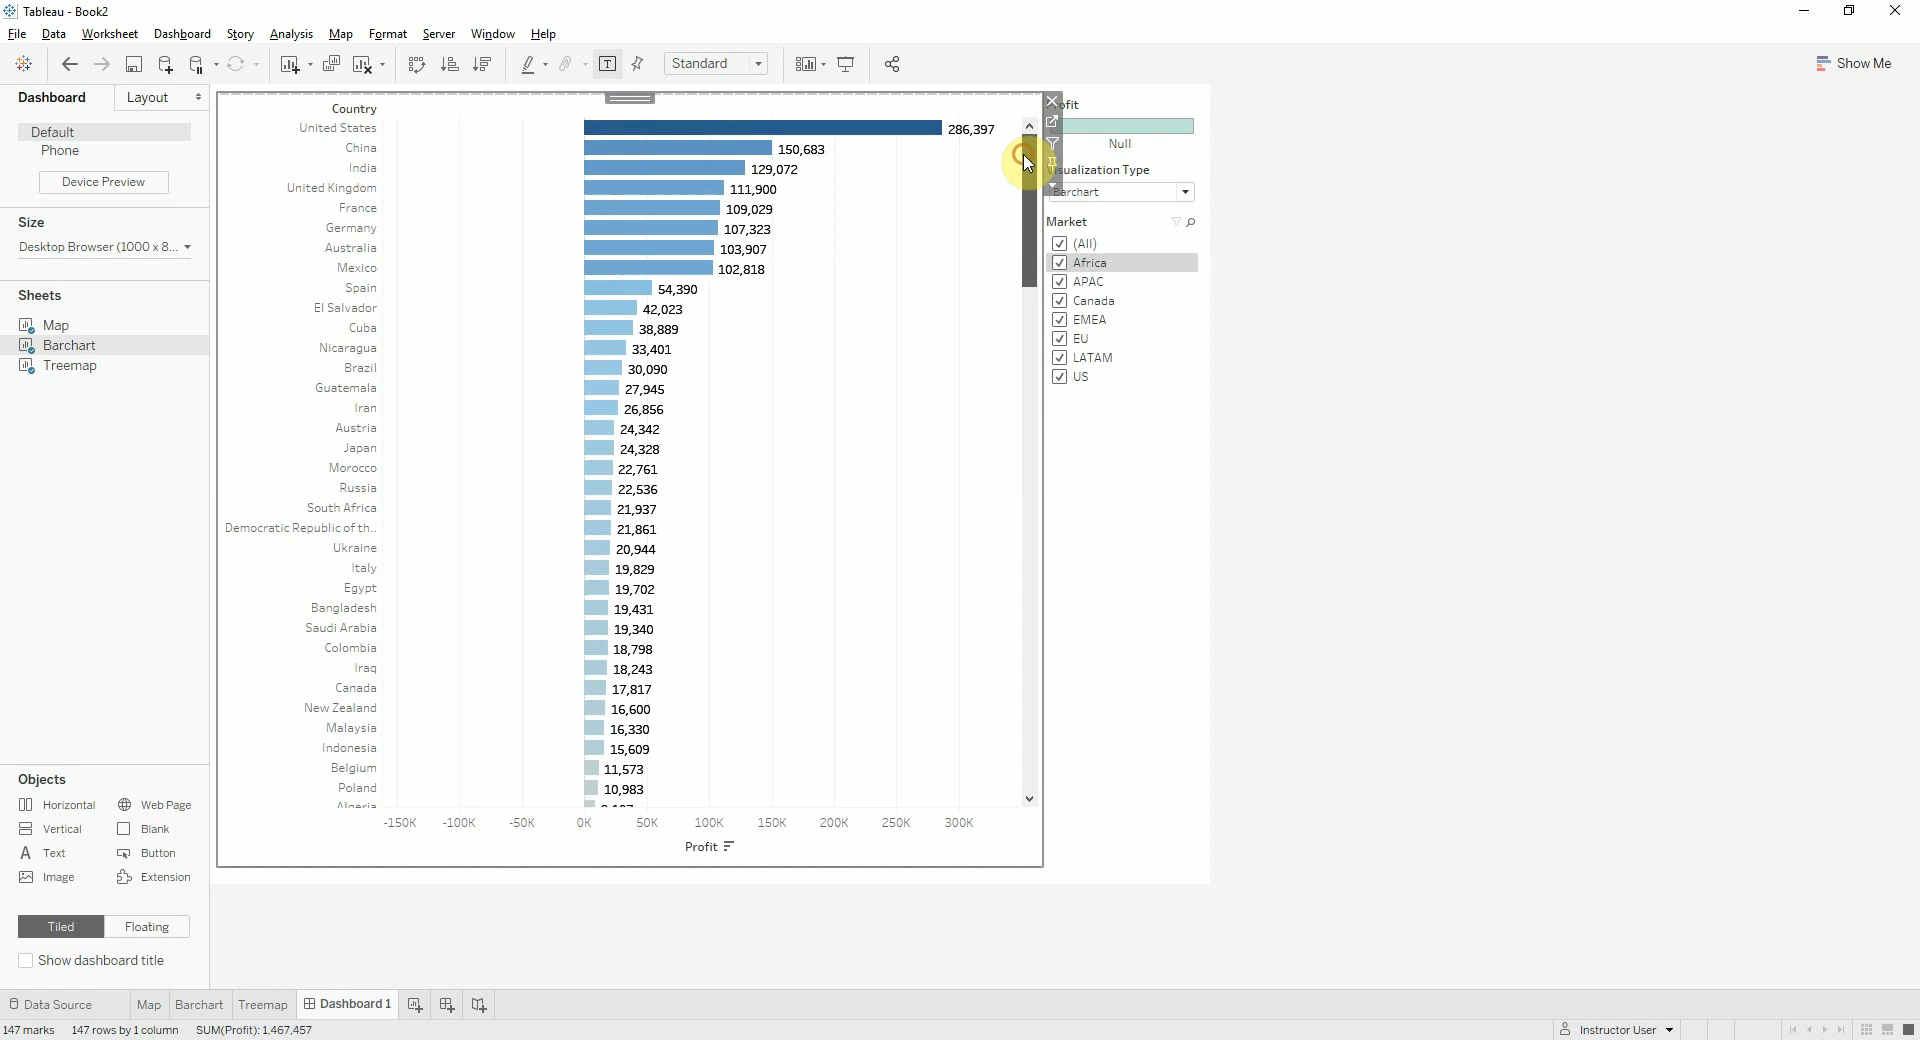 Tableau - Book2
File Data Worksheet Dashboard Story Analysis Map Format Server Window Help
Standard
Show Me
Dashboard Layout
Default
Phone
Device Preview
Size
Desktop Browser (1000 x 8...
Sheets
Map
Barchart
Treemap
Objects
Horizontal Web Page
Vertical Blank
Text Button
Image Extension
Tiled Floating
Show dashboard title
Country
United States 286,397
China 150,683
India 129,072
United Kingdom 111,900
France 109,029
Germany 107,323
Australia 103,907
Mexico 102,818
Spain 54,390
El Salvador 42,023
Cuba 38,889
Nicaragua 33,401
Brazil 30,090
Guatemala 27,945
Iran 26,856
Austria 24,342
Japan 24,328
Morocco 22,761
Russia 22,536
South Africa 21,937
Democratic Republic of th.. 21,861
Ukraine 20,944
Italy 19,829
Egypt 19,702
Bangladesh 19,431
Saudi Arabia 19,340
Colombia 18,798
Iraq 18,243
Canada 17,817
New Zealand 16,600
Malaysia 16,330
Indonesia 15,609
Belgium 11,573
Poland 10,983
Algeria
-150K -100K -50K 0K 50K 100K 150K 200K 250K 300K
Profit
ofit
Null
sualization Type
Barchart
Market
(All)
Africa
APAC
Canada
EMEA
EU
LATAM
US
Data Source Map Barchart Treemap Dashboard 1
147 marks 147 rows by 1 column SUM(Profit): 1,467,457
Instructor User